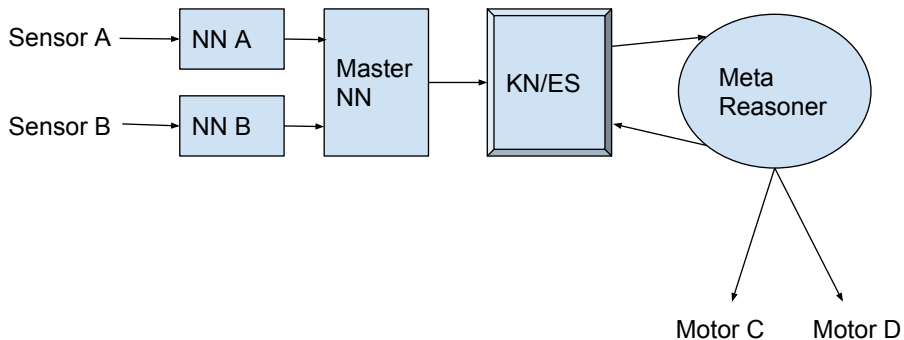 Sensor A
NN A
Sensor B
NN B
Master
NN
KN/ES
Meta
Reasoner
Motor C
Motor D